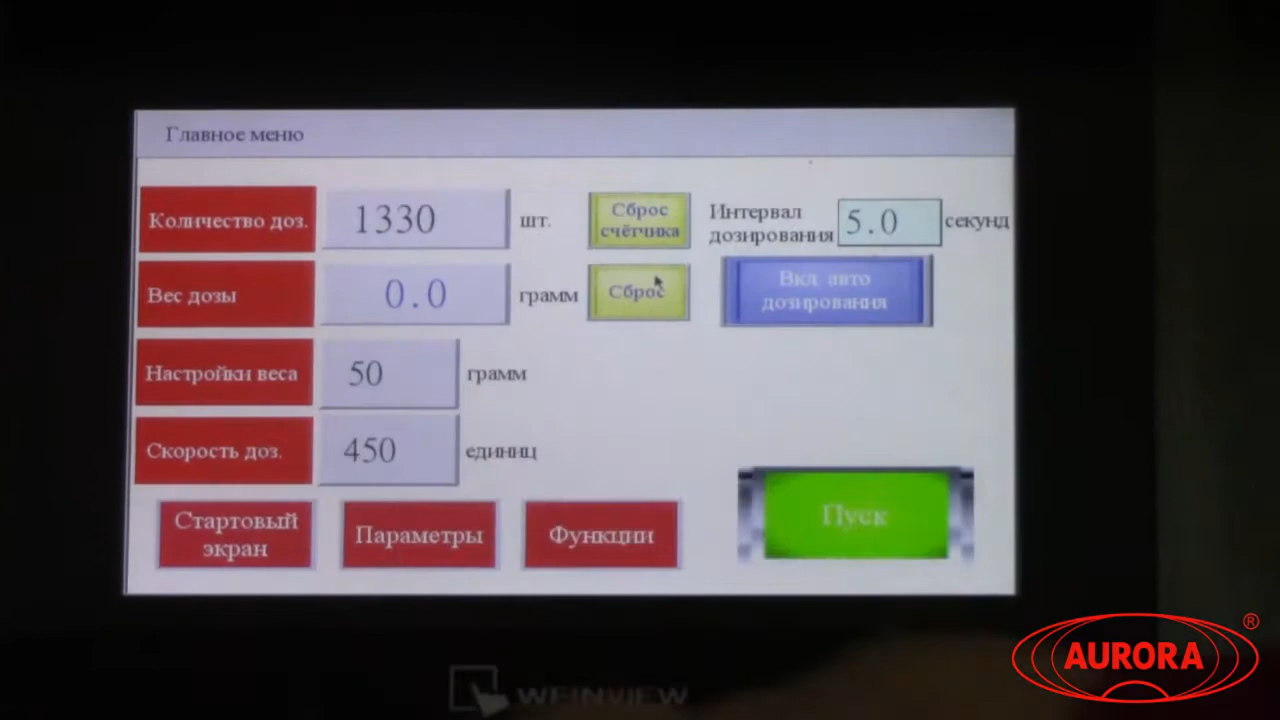 Главное меню
Количество доз. 1330 шт. Сброс счётчика Интервал дозирования 5.0 секунд
Вес дозы 0.0 грамм Сброс Вкл. авто дозирования
Настройки веса 50 грамм
Скорость доз. 450 единиц
Стартовый экран Параметры Функции Пуск
WEINVIEW
AURORA ®